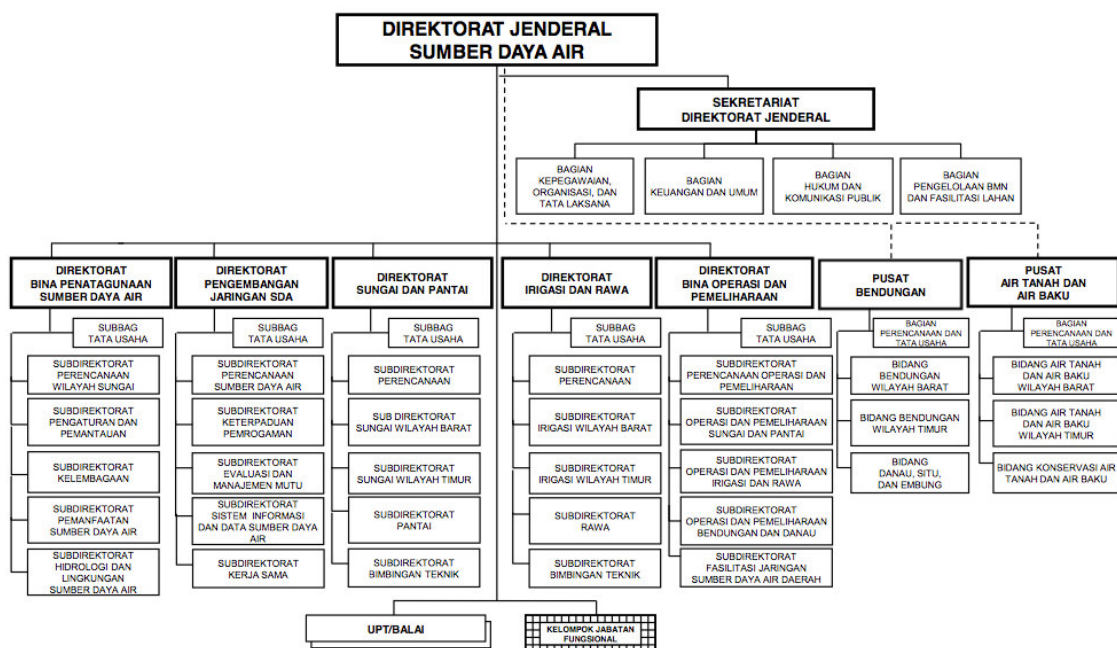 DIREKTORAT JENDERAL
SUMBER DAYA AIR
SEKRETARIAT
DIREKTORAT JENDERAL
BAGIAN
KEPEGAWAIAN,
ORGANISASI, DAN
TATA LAKSANA
BAGIAN
KEUANGAN DAN UMUM
BAGIAN
HUKUM DAN
KOMUNIKASI PUBLIK
BAGIAN
PENGELOLAAN BMN
DAN FASILITASI LAHAN
DIREKTORAT
BINA PENATAGUNAAN
SUMBER DAYA AIR
SUBBAG
TATA USAHA
SUBDIREKTORAT
PERENCANAAN
WILAYAH SUNGAI
SUBDIREKTORAT
PENGATURAN DAN
PEMANTAUAN
SUBDIREKTORAT
KELEMBAGAAN
SUBDIREKTORAT
PEMANFAATAN
SUMBER DAYA AIR
SUBDIREKTORAT
HIDROLOGI DAN
LINGKUNGAN
SUMBER DAYA AIR
DIREKTORAT
PENGEMBANGAN
JARINGAN SDA
SUBBAG
TATA USAHA
SUBDIREKTORAT
PERENCANAAN
SUMBER DAYA AIR
SUBDIREKTORAT
KETERPADUAN
PEMROGAMAN
SUBDIREKTORAT
EVALUASI DAN
MANAJEMEN MUTU
SUBDIREKTORAT
SISTEM INFORMASI
DAN DATA SUMBER DAYA
AIR
SUBDIREKTORAT
KERJA SAMA
DIREKTORAT
SUNGAI DAN PANTAI
SUBBAG
TATA USAHA
SUBDIREKTORAT
PERENCANAAN
SUB DIREKTORAT
SUNGAI WILAYAH BARAT
SUBDIREKTORAT
SUNGAI WILAYAH TIMUR
SUBDIREKTORAT
PANTAI
SUBDIREKTORAT
BIMBINGAN TEKNIK
DIREKTORAT
IRIGASI DAN RAWA
SUBBAG
TATA USAHA
SUBDIREKTORAT
PERENCANAAN
SUBDIREKTORAT
IRIGASI WILAYAH BARAT
SUBDIREKTORAT
IRIGASI WILAYAH TIMUR
SUBDIREKTORAT
RAWA
SUBDIREKTORAT
BIMBINGAN TEKNIK
DIREKTORAT
BINA OPERASI DAN
PEMELIHARAAN
SUBBAG
TATA USAHA
SUBDIREKTORAT
PERENCANAAN OPERASI DAN
PEMELIHARAAN
SUBDIREKTORAT
OPERASI DAN PEMELIHARAAN
SUNGAI DAN PANTAI
SUBDIREKTORAT
OPERASI DAN PEMELIHARAAN
IRIGASI DAN RAWA
SUBDIREKTORAT
OPERASI DAN PEMELIHARAAN
BENDUNGAN DAN DANAU
SUBDIREKTORAT
FASILITASI JARINGAN
SUMBER DAYA AIR DAERAH
PUSAT
BENDUNGAN
BAGIAN
PERENCANAAN DAN
TATA USAHA
BIDANG
BENDUNGAN
WILAYAH BARAT
BIDANG BENDUNGAN
WILAYAH TIMUR
BIDANG
DANAU, SITU,
DAN EMBUNG
PUSAT
AIR TANAH DAN
AIR BAKU
BAGIAN
PERENCANAAN DAN
TATA USAHA
BIDANG AIR TANAH
DAN AIR BAKU
WILAYAH BARAT
BIDANG AIR TANAH
DAN AIR BAKU
WILAYAH TIMUR
BIDANG KONSERVASI AIR
TANAH DAN AIR BAKU
UPT/BALAI
KELOMPOK JABATAN
FUNGSIONAL